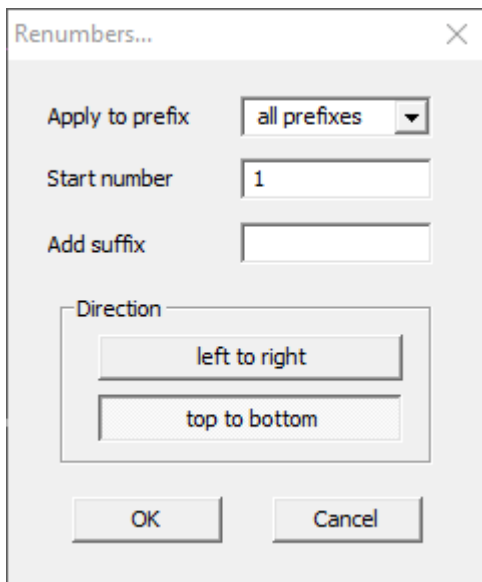 Renumbers...
Apply to prefix all prefixes
Start number 1
Add suffix
Direction
left to right
top to bottom
OK Cancel